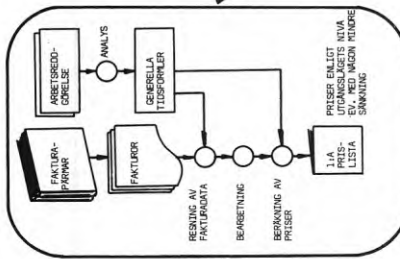 ARBETSREDO-
GÖRELSE
ANALYS
GENERELLA
TIDSFORMLER
FAKTURA-
PÄRMAR
FAKTUROR
RESNING AV
FAKTURADATA
BEARBETNING
BERÄKNING AV
PRISER
1:A
PRIS-
LISTA
PRISER ENLIGT
UTGÅNGSLÄGETS NIVÅ
EV. MED NÅGON MINDRE
SÄNKNING